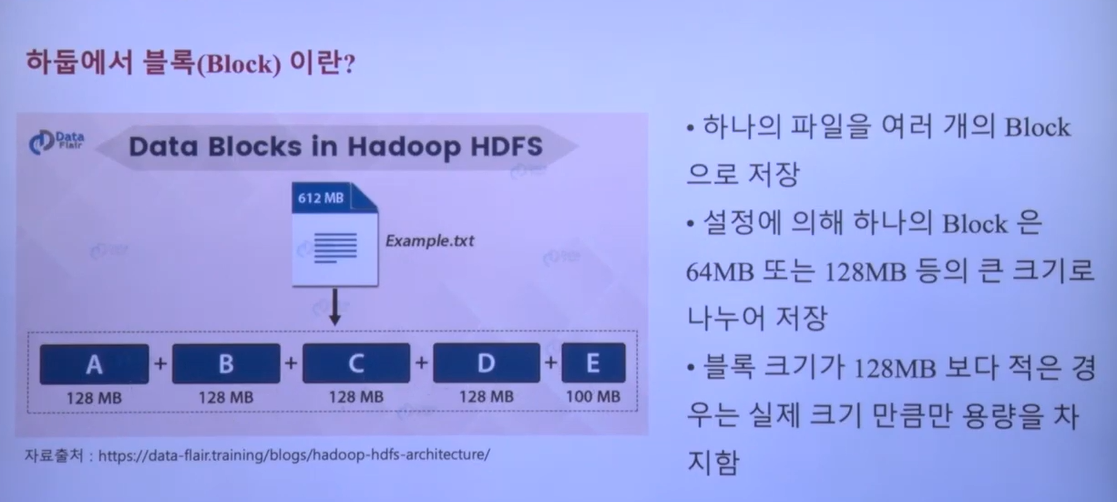 하둡에서 블록(Block) 이란?
Data
Flair
Data Blocks in Hadoop HDFS
612 MB
Example.txt
A + B + C + D + E
128 MB 128 MB 128 MB 128 MB 100 MB
자료출처 : https://data-flair.training/blogs/hadoop-hdfs-architecture/
• 하나의 파일을 여러 개의 Block
으로 저장
• 설정에 의해 하나의 Block 은
64MB 또는 128MB 등의 큰 크기로
나누어 저장
• 블록 크기가 128MB 보다 적은 경
우는 실제 크기 만큼만 용량을 차
지함